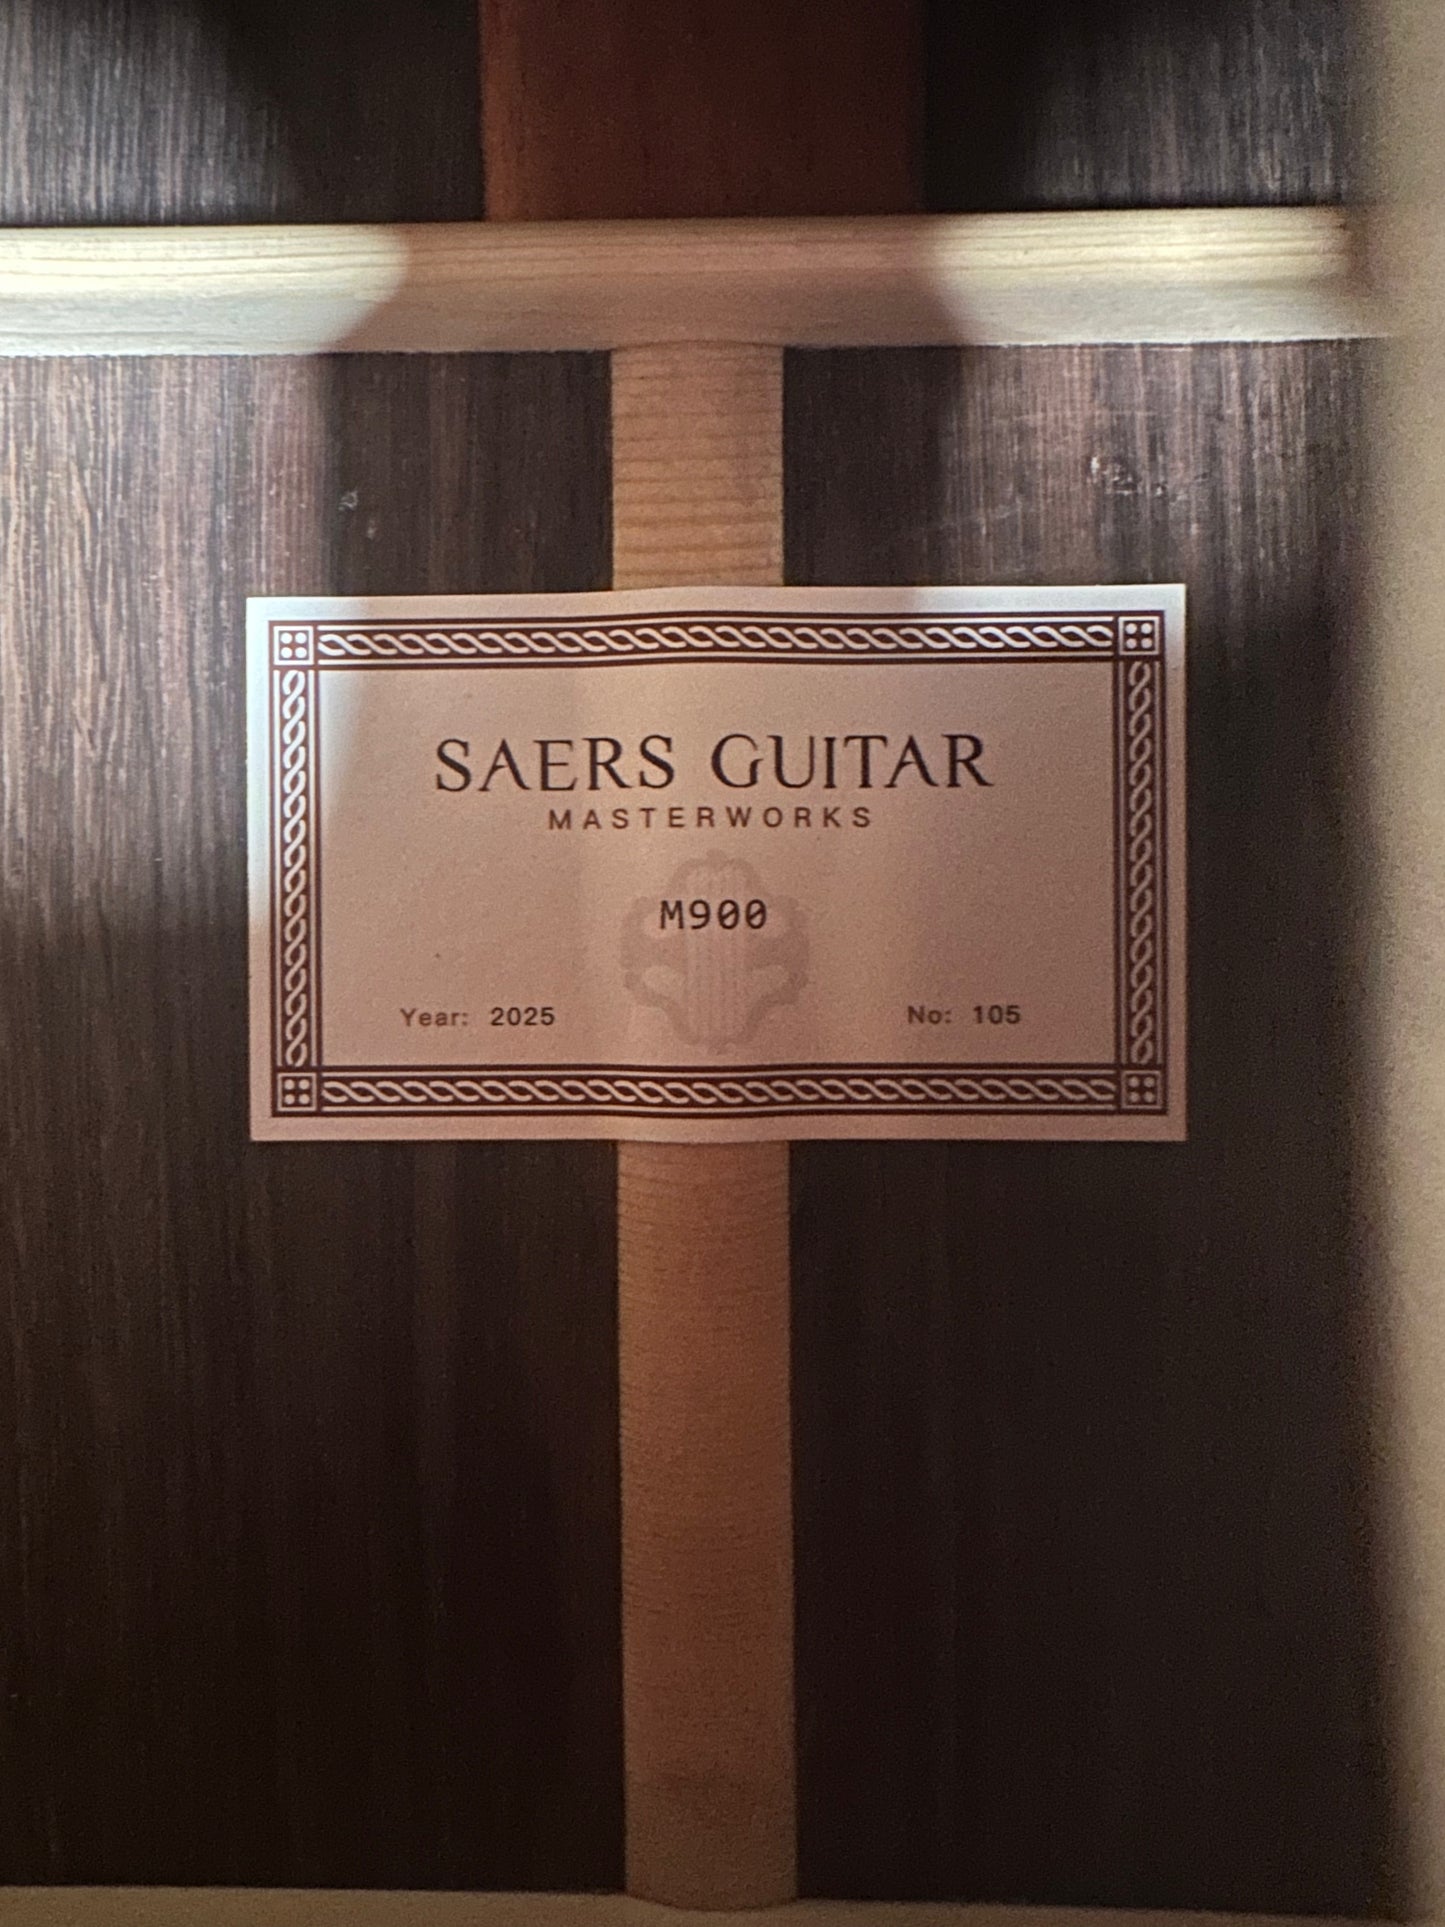 SAERS GUITAR
MASTERWORKS
M900
Year: 2025 No: 105